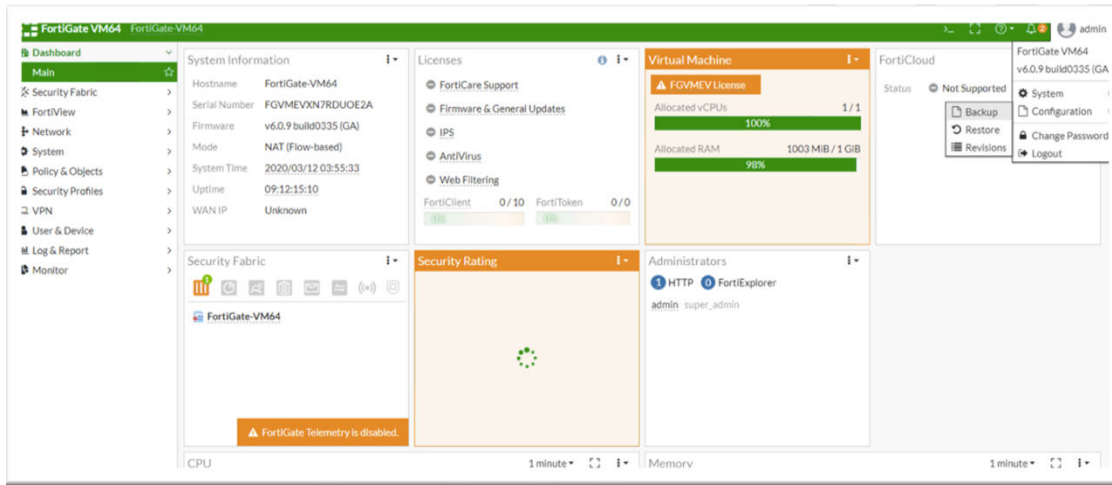 FortiGate VM64 FortiGate-VM64
>_ 2 admin
Dashboard
Main
Security Fabric
FortiView
Network
System
Policy & Objects
Security Profiles
VPN
User & Device
Log & Report
Monitor
System Information
Hostname FortiGate-VM64
Serial Number FGVMEVXN7RDUOE2A
Firmware v6.0.9 build0335 (GA)
Mode NAT (Flow-based)
System Time 2020/03/12 03:55:33
Uptime 09:12:15:10
WAN IP Unknown
Licenses
FortiCare Support
Firmware & General Updates
IPS
AntiVirus
Web Filtering
FortiClient 0/10 FortiToken 0/0
Virtual Machine
FGVMEV License
Allocated vCPUs 1/1
100%
Allocated RAM 1003 MiB/1 GiB
98%
FortiCloud
Status Not Supported
FortiGate VM64
v6.0.9 build0335 (GA
System
Configuration
Change Password
Logout
Backup
Restore
Revisions
Security Fabric
1
FortiGate-VM64
FortiGate Telemetry is disabled.
Security Rating
Administrators
1 HTTP 0 FortiExplorer
admin super_admin
CPU 1 minute
Memory 1 minute